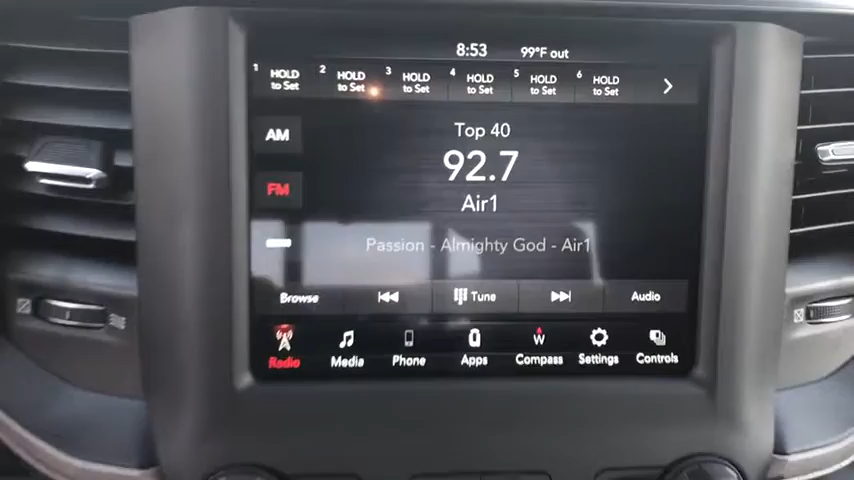 8:53 99°F out
1 HOLD to Set 2 HOLD to Set 3 HOLD to Set 4 HOLD to Set 5 HOLD to Set 6 HOLD to Set
AM
Top 40
92.7
FM
Air1
Passion - Almighty God - Air1
Browse Tune Audio
W
Radio Media Phone Apps Compass Settings Controls